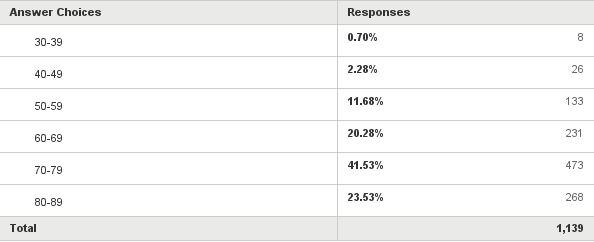 Answer Choices Responses
30-39 0.70% 8
40-49 2.28% 26
50-59 11.68% 133
60-69 20.28% 231
70-79 41.53% 473
80-89 23.53% 268
Total 1,139